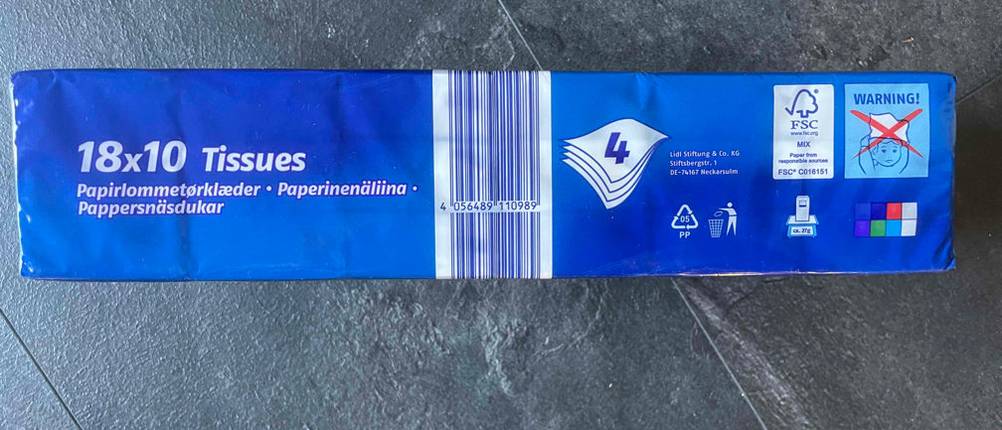 18x10 Tissues
Papirlommetørklæder • Paperinenäliina •
Pappersnäsdukar
4 056489 110989
4
Lidl Stiftung & Co. KG
Stiftsbergstr. 1
DE-74167 Neckarsulm
05
PP
FSC
www.fsc.org
MIX
Paper from
responsible sources
FSC® C016151
ca. 27g
WARNING!